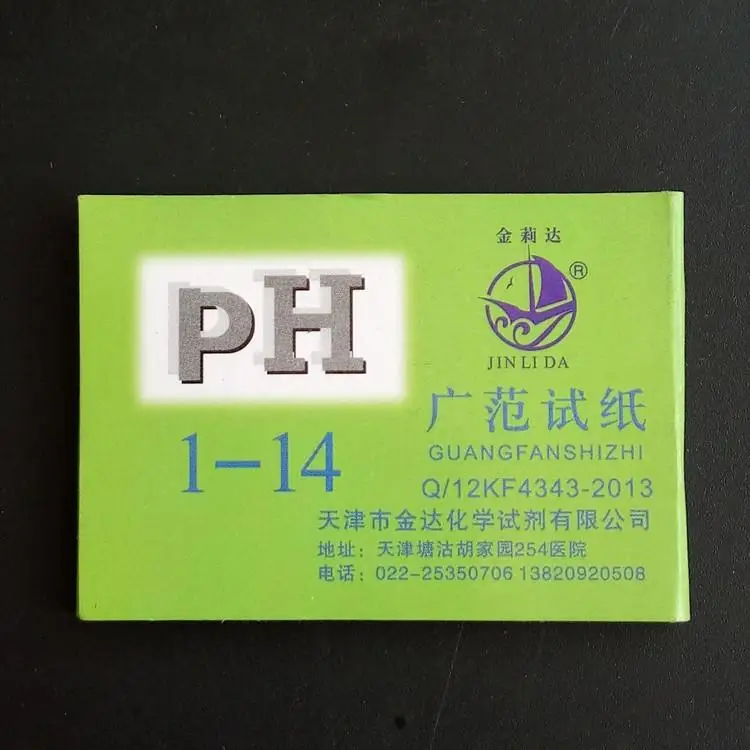 金莉达
®
JIN LI DA
pH
1-14
广范试纸
GUANGFANSHIZHI
Q/12KF4343-2013
天津市金达化学试剂有限公司
地址：天津塘沽胡家园254医院
电话：022-25350706 13820920508